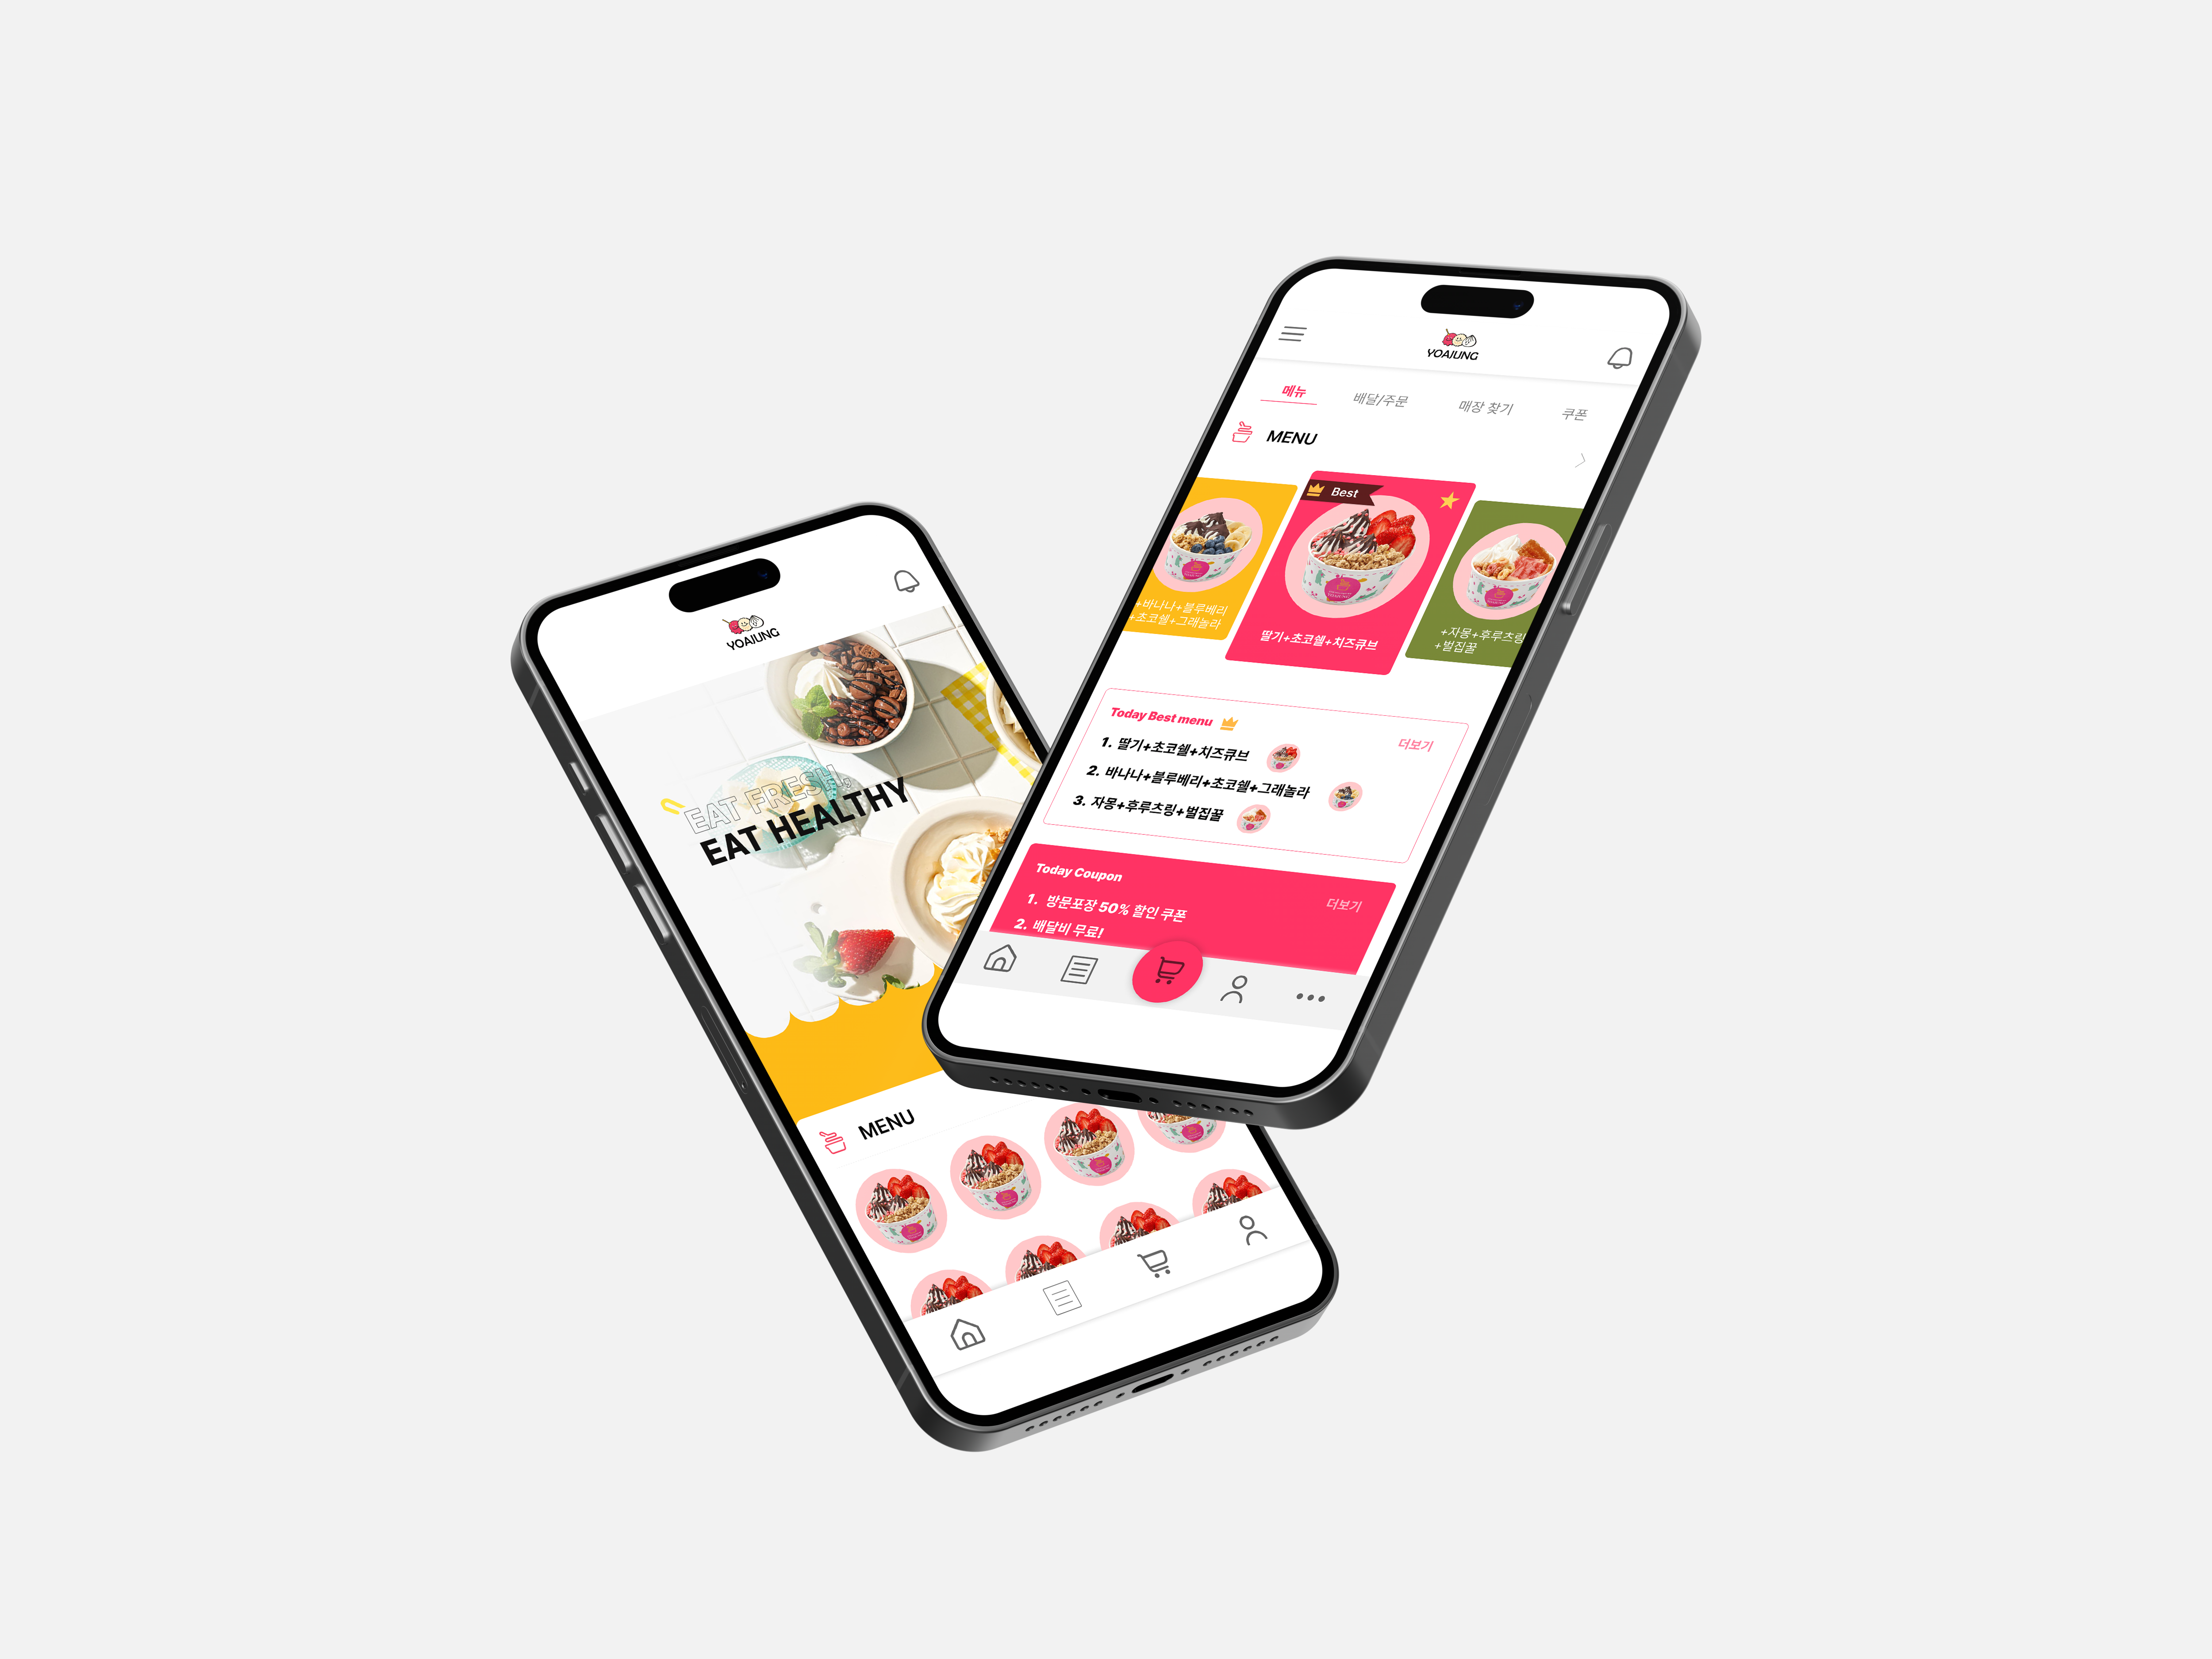 YOAJUNG
EAT FRESH,
EAT HEALTHY
MENU
YOAJUNG
메뉴
배달/주문
매장 찾기
쿠폰
MENU
+바나나+블루베리
+초코쉘+그래놀라
Best
딸기+초코쉘+치즈큐브
+자몽+후루츠링
+벌집꿀
Today Best menu
더보기
1. 딸기+초코쉘+치즈큐브
2. 바나나+블루베리+초코쉘+그래놀라
3. 자몽+후루츠링+벌집꿀
Today Coupon
더보기
1. 방문포장 50% 할인 쿠폰
2. 배달비 무료!